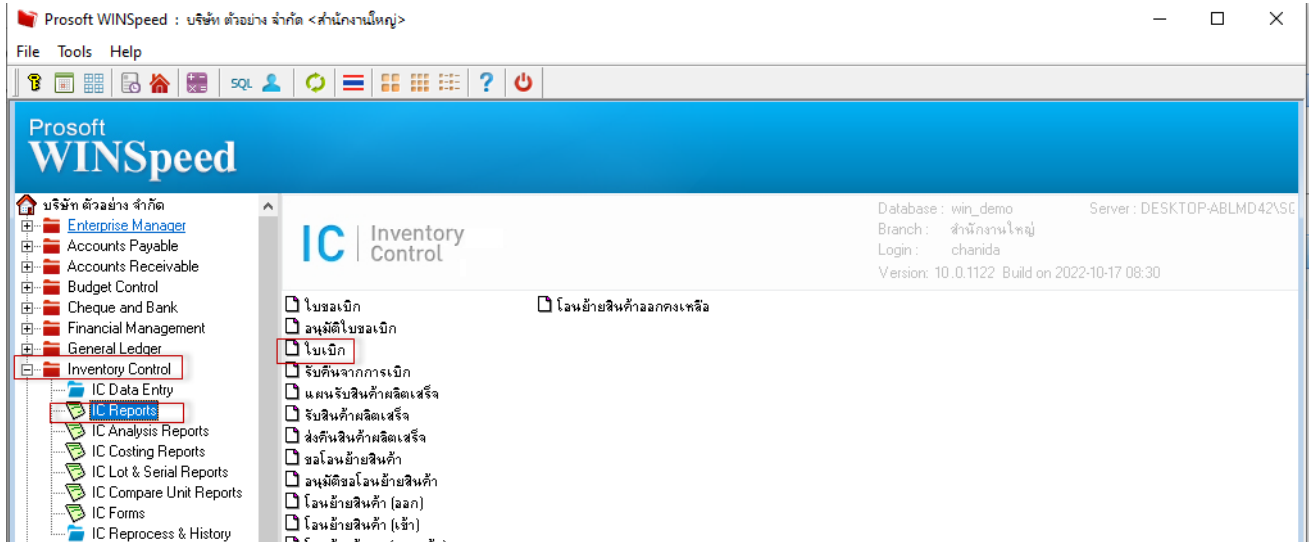 Prosoft WINSpeed : บริษัท ตัวอย่าง จำกัด <สำนักงานใหญ่>
File Tools Help
SQL
Prosoft
WINSpeed
บริษัท ตัวอย่าง จำกัด
Enterprise Manager
Accounts Payable
Accounts Receivable
Budget Control
Cheque and Bank
Financial Management
General Ledger
Inventory Control
IC Data Entry
IC Reports
IC Analysis Reports
IC Costing Reports
IC Lot & Serial Reports
IC Compare Unit Reports
IC Forms
IC Reprocess & History
IC Inventory
Control
Database : win_demo Server : DESKTOP-ABLMD42\SQ
Branch : สำนักงานใหญ่
Login : chanida
Version: 10.0.1122 Build on 2022-10-17 08:30
ใบขอเบิก
อนุมัติใบขอเบิก
ใบเบิก
รับคืนจากการเบิก
แผนรับสินค้าผลิตเสร็จ
รับสินค้าผลิตเสร็จ
ส่งคืนสินค้าผลิตเสร็จ
ขอโอนย้ายสินค้า
อนุมัติขอโอนย้ายสินค้า
โอนย้ายสินค้า (ออก)
โอนย้ายสินค้า (เข้า)
โอนย้ายสินค้าออกคงเหลือ